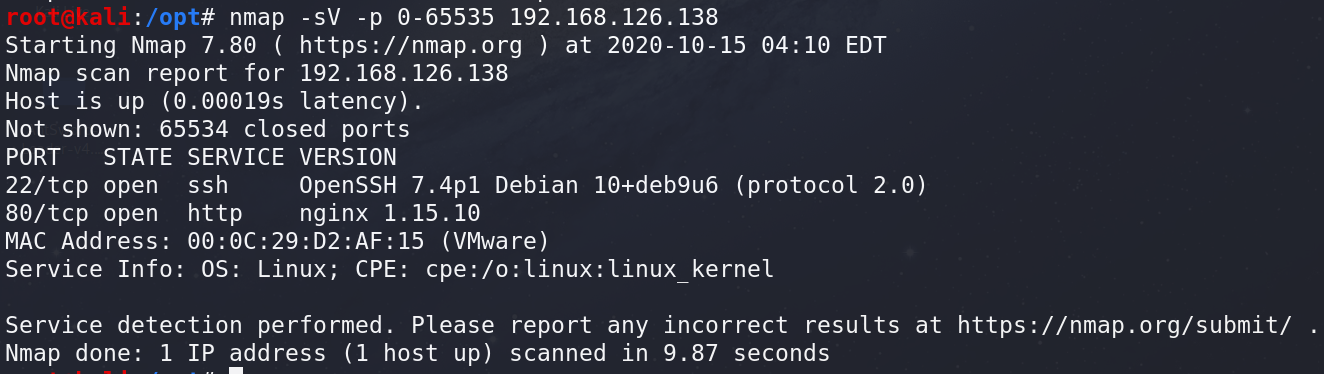 root@kali:/opt# nmap -sV -p 0-65535 192.168.126.138
Starting Nmap 7.80 ( https://nmap.org ) at 2020-10-15 04:10 EDT
Nmap scan report for 192.168.126.138
Host is up (0.00019s latency).
Not shown: 65534 closed ports
PORT   STATE SERVICE VERSION
22/tcp open  ssh     OpenSSH 7.4p1 Debian 10+deb9u6 (protocol 2.0)
80/tcp open  http    nginx 1.15.10
MAC Address: 00:0C:29:D2:AF:15 (VMware)
Service Info: OS: Linux; CPE: cpe:/o:linux:linux_kernel
Service detection performed. Please report any incorrect results at https://nmap.org/submit/ .
Nmap done: 1 IP address (1 host up) scanned in 9.87 seconds